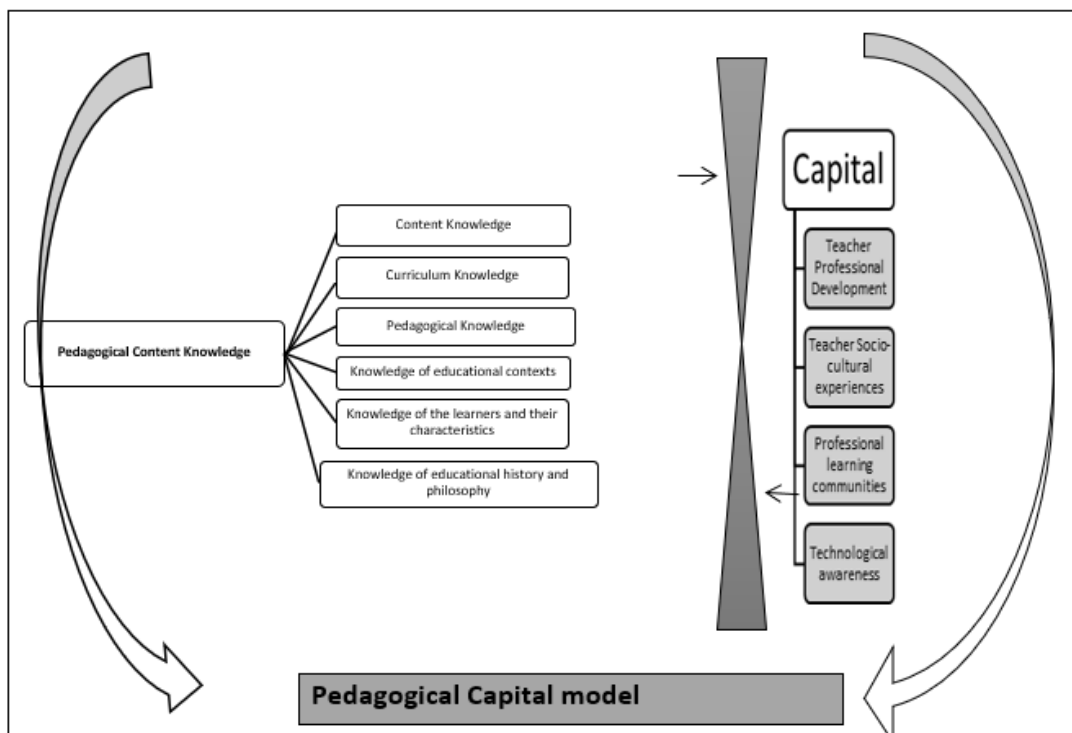 Pedagogical Content Knowledge
Content Knowledge
Curriculum Knowledge
Pedagogical Knowledge
Knowledge of educational contexts
Knowledge of the learners and their
characteristics
Knowledge of educational history and
philosophy
Capital
Teacher
Professional
Development
Teacher Socio-
cultural
experiences
Professional
learning
communities
Technological
awareness
Pedagogical Capital model